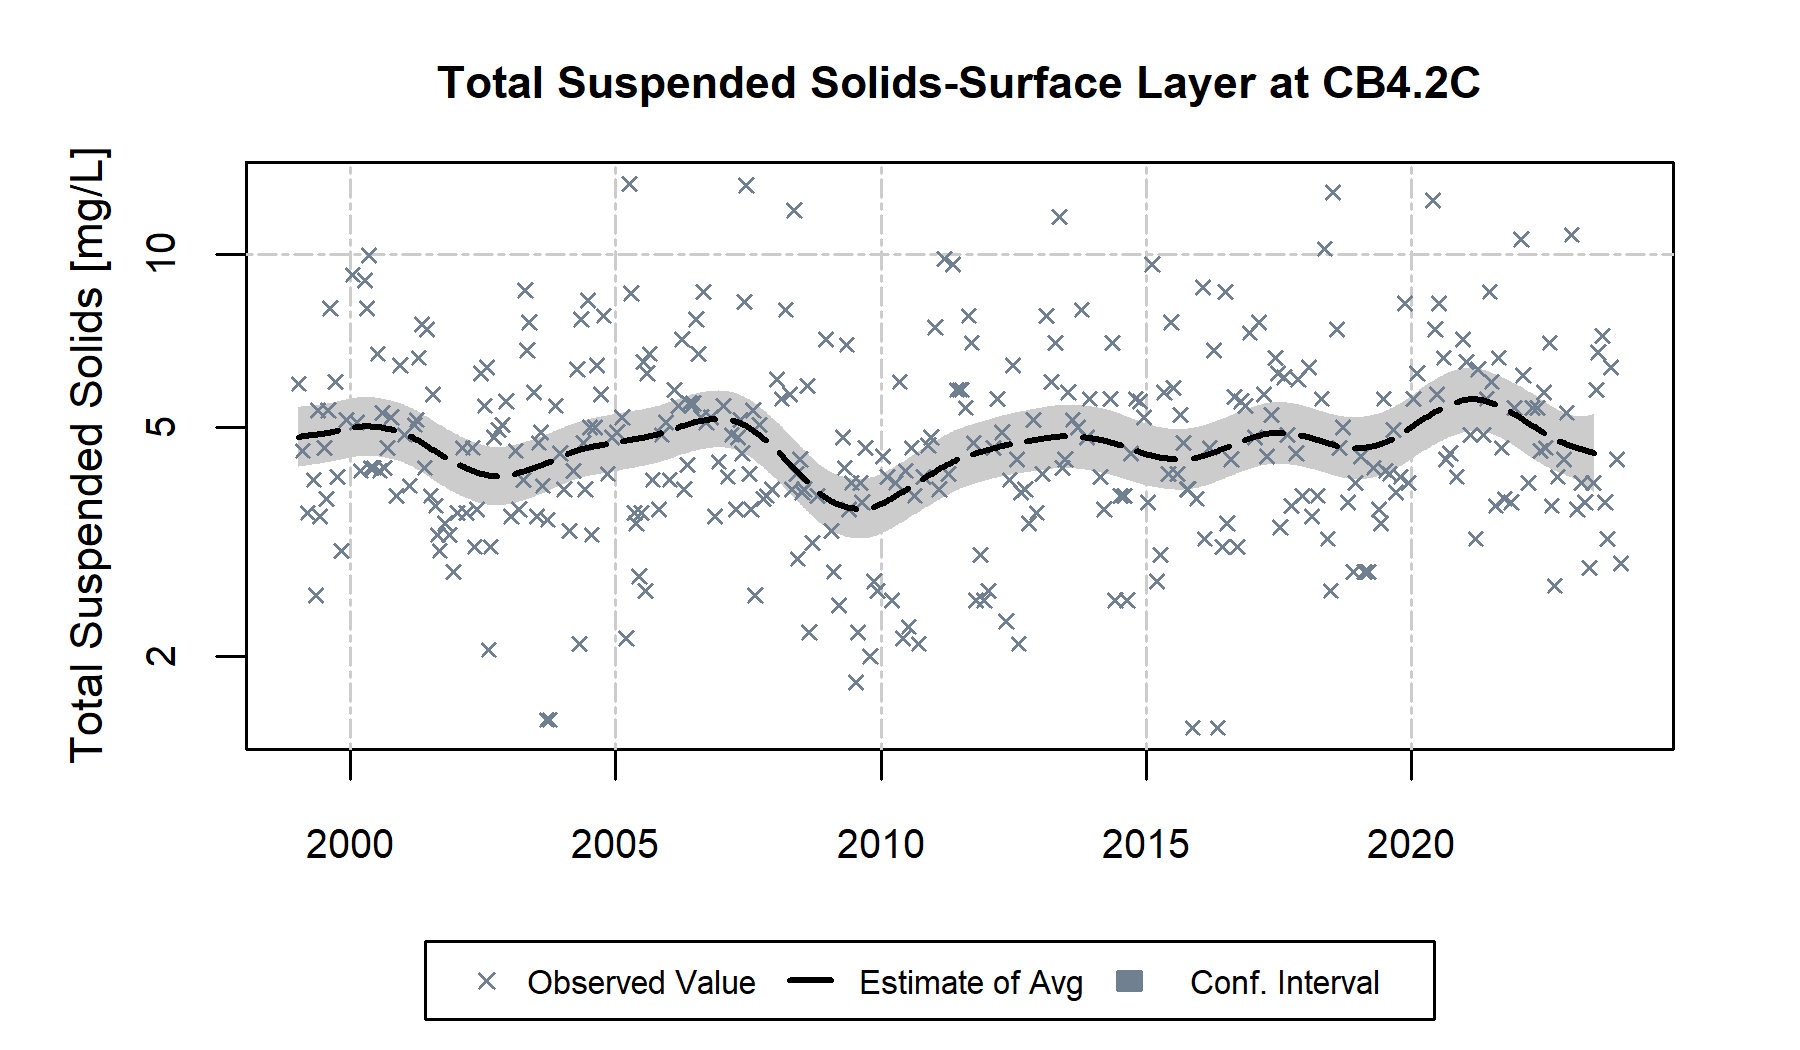 Total Suspended Solids-Surface Layer at CB4.2C
Total Suspended Solids [mg/L]
10
5
2
2000 2005 2010 2015 2020
Observed Value Estimate of Avg Conf. Interval